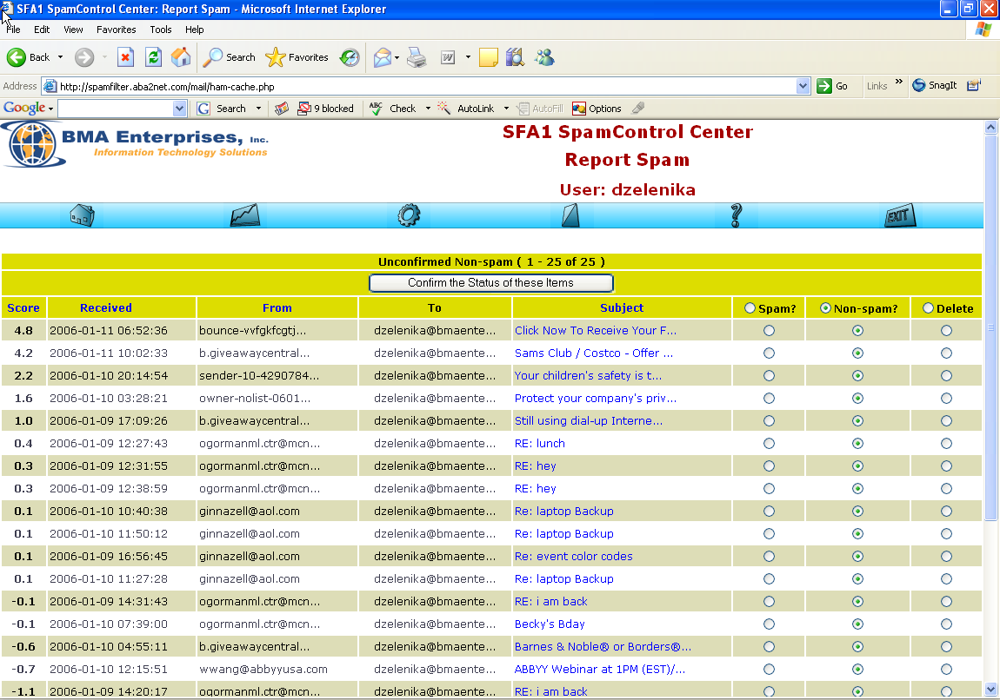 SFA1 SpamControl Center: Report Spam - Microsoft Internet Explorer
File Edit View Favorites Tools Help
Back Search Favorites
Address http://spamfilter.aba2net.com/mail/ham-cache.php Go Links » SnagIt
Google Search 9 blocked ABC Check AutoLink AutoFill Options
BMA Enterprises, Inc.
Information Technology Solutions
SFA1 SpamControl Center
Report Spam
User: dzelenika
EXIT
Unconfirmed Non-spam ( 1 - 25 of 25 )
Confirm the Status of these Items
Score Received From To Subject Spam? Non-spam? Delete
4.8 2006-01-11 06:52:36 bounce-vvfgkfcgtj... dzelenika@bmaente... Click Now To Receive Your F...
4.2 2006-01-11 10:02:33 b.giveawaycentral... dzelenika@bmaente... Sams Club / Costco - Offer ...
2.2 2006-01-10 20:14:54 sender-10-4290784... dzelenika@bmaente... Your children's safety is t...
1.6 2006-01-10 03:28:21 owner-nolist-0601... dzelenika@bmaente... Protect your company's priv...
1.0 2006-01-09 17:09:26 b.giveawaycentral... dzelenika@bmaente... Still using dial-up Interne...
0.4 2006-01-09 12:27:43 ogormanml.ctr@mcn... dzelenika@bmaente... RE: lunch
0.3 2006-01-09 12:31:55 ogormanml.ctr@mcn... dzelenika@bmaente... RE: hey
0.3 2006-01-09 12:38:59 ogormanml.ctr@mcn... dzelenika@bmaente... RE: hey
0.1 2006-01-10 10:40:38 ginnazell@aol.com dzelenika@bmaente... Re: laptop Backup
0.1 2006-01-10 11:50:12 ginnazell@aol.com dzelenika@bmaente... Re: laptop Backup
0.1 2006-01-09 16:56:45 ginnazell@aol.com dzelenika@bmaente... Re: event color codes
0.1 2006-01-10 11:27:28 ginnazell@aol.com dzelenika@bmaente... Re: laptop Backup
-0.1 2006-01-09 14:31:43 ogormanml.ctr@mcn... dzelenika@bmaente... RE: i am back
-0.1 2006-01-10 07:39:00 ogormanml.ctr@mcn... dzelenika@bmaente... Becky's Bday
-0.6 2006-01-10 04:55:11 b.giveawaycentral... dzelenika@bmaente... Barnes & Noble® or Borders®...
-0.7 2006-01-10 12:15:51 wwang@abbyyusa.com dzelenika@bmaente... ABBYY Webinar at 1PM (EST)/...
-1.1 2006-01-09 14:20:17 ogormanml.ctr@mcn... dzelenika@bmaente... RE: i am back